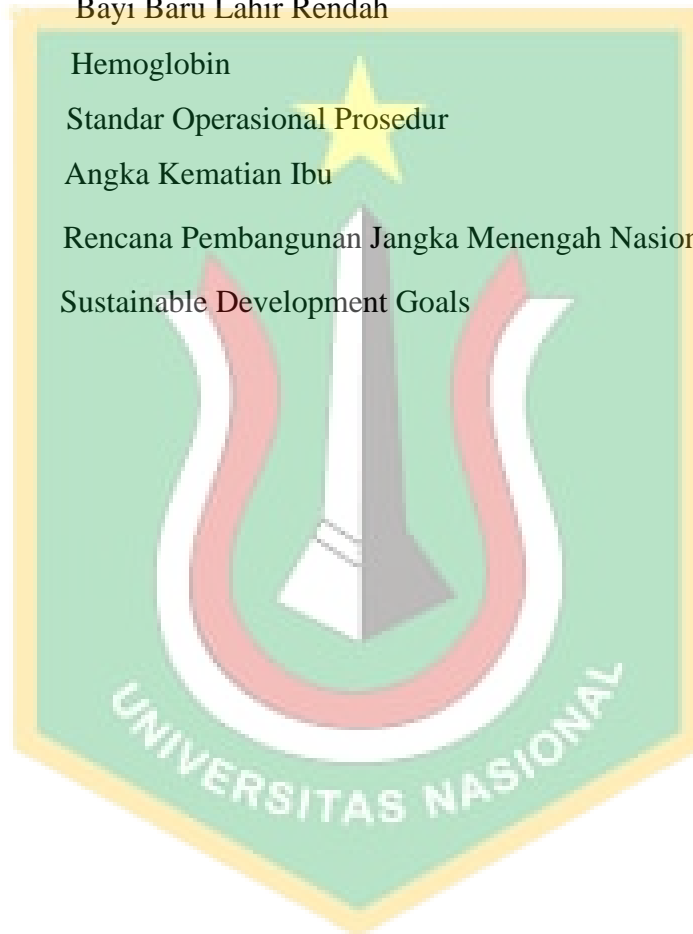 Bayi Baru Lahir Rendah
Hemoglobin
Standar Operasional Prosedur
Angka Kematian Ibu
Rencana Pembangunan Jangka Menengah Nasion
Sustainable Development Goals
UNIVERSITAS NASIONAL